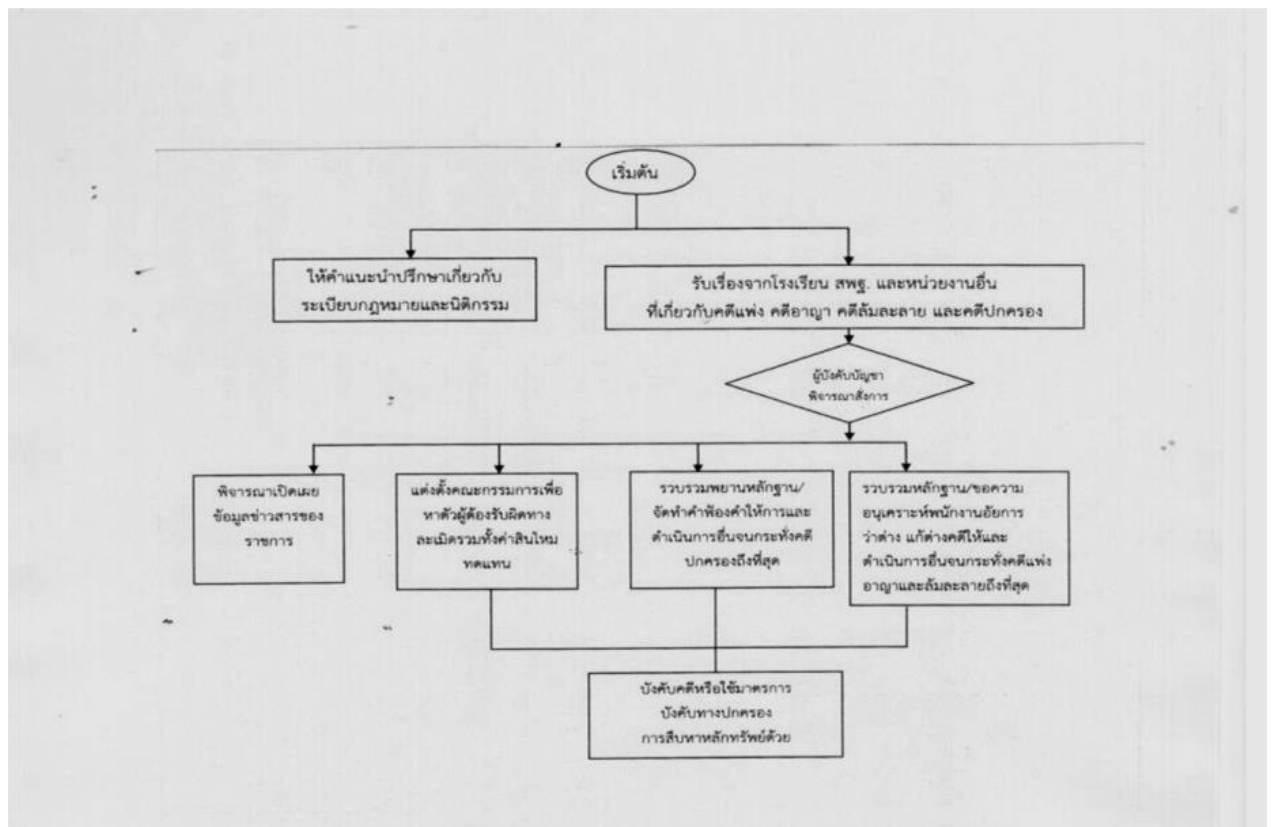 เริ่มต้น
ให้คำแนะนำปรึกษาเกี่ยวกับ
ระเบียบกฎหมายและนิติกรรม
รับเรื่องจากโรงเรียน สพฐ. และหน่วยงานอื่น
ที่เกี่ยวกับคดีแพ่ง คดีอาญา คดีล้มละลาย และคดีปกครอง
ผู้บังคับบัญชา
พิจารณาสั่งการ
พิจารณาเปิดเผย
ข้อมูลข่าวสารของ
ราชการ
แต่งตั้งคณะกรรมการเพื่อ
หาตัวผู้ต้องรับผิดทาง
ละเมิดรวมทั้งค่าสินไหม
ทดแทน
รวบรวมพยานหลักฐาน/
จัดทำคำฟ้องคำให้การและ
ดำเนินการอื่นจนกระทั่งคดี
ปกครองถึงที่สุด
รวบรวมหลักฐาน/ขอความ
อนุเคราะห์พนักงานอัยการ
ว่าต่าง แก้ต่างคดีให้และ
ดำเนินการอื่นจนกระทั่งคดีแพ่ง
อาญาและล้มละลายถึงที่สุด
บังคับคดีหรือใช้มาตรการ
บังคับทางปกครอง
การสืบหาหลักทรัพย์ด้วย